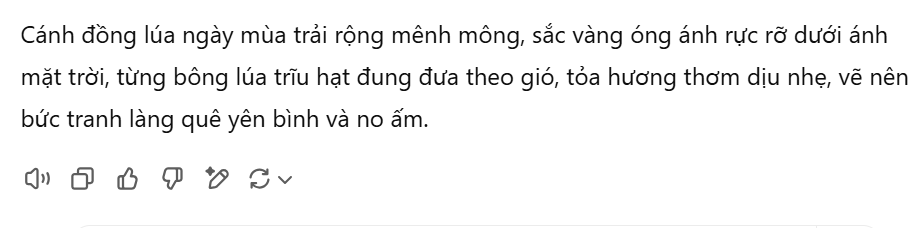 Cánh đồng lúa ngày mùa trải rộng mênh mông, sắc vàng óng ánh rực rỡ dưới ánh
mặt trời, từng bông lúa trĩu hạt đung đưa theo gió, tỏa hương thơm dịu nhẹ, vẽ nên
bức tranh làng quê yên bình và no ấm.